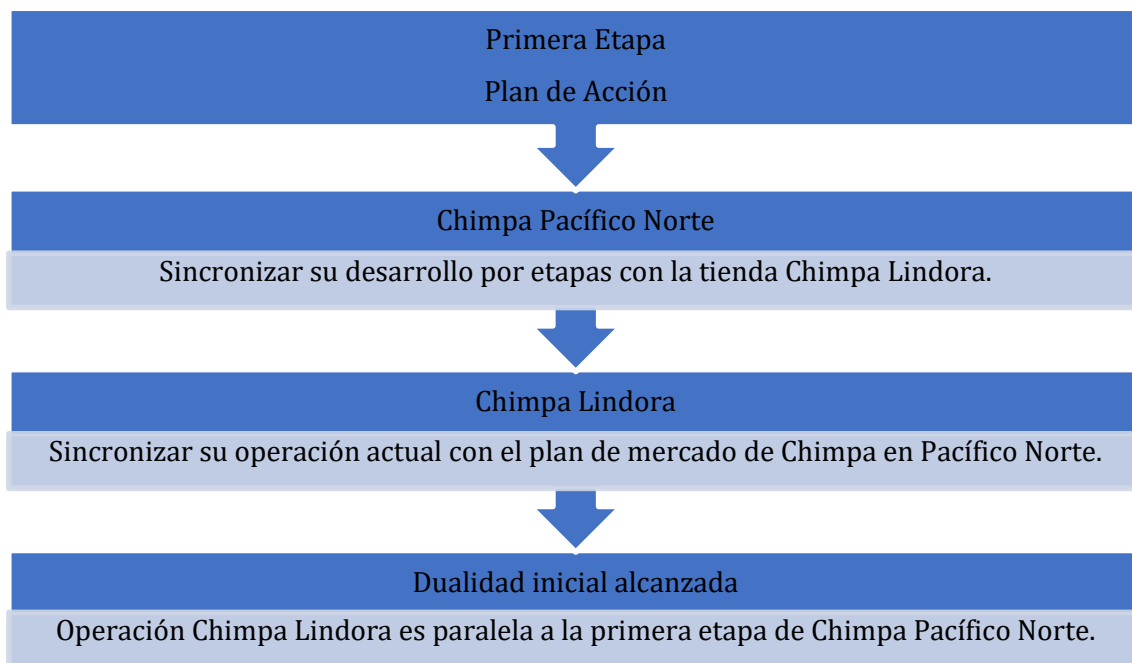 Primera Etapa
Plan de Acción
Chimpa Pacífico Norte
Sincronizar su desarrollo por etapas con la tienda Chimpa Lindora.
Chimpa Lindora
Sincronizar su operación actual con el plan de mercado de Chimpa en Pacífico Norte.
Dualidad inicial alcanzada
Operación Chimpa Lindora es paralela a la primera etapa de Chimpa Pacífico Norte.